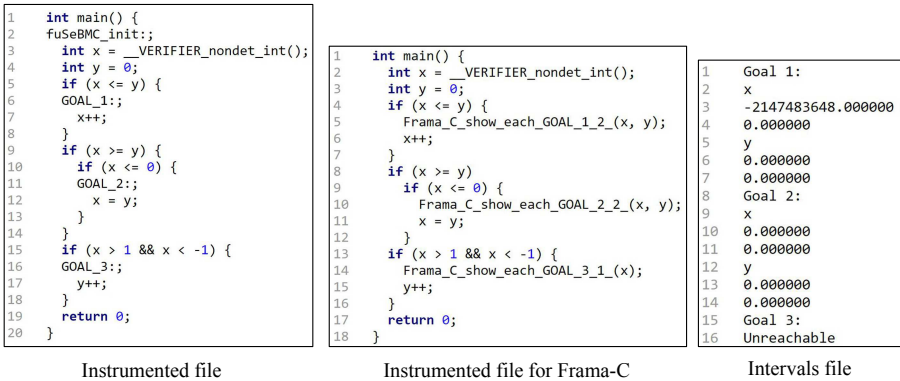 1 int main() {
2 fuSeBMC_init:;
3 int x = __VERIFIER_nondet_int();
4 int y = 0;
5 if (x <= y) {
6 GOAL_1:;
7 x++;
8 }
9 if (x >= y) {
10 if (x <= 0) {
11 GOAL_2:;
12 x = y;
13 }
14 }
15 if (x > 1 && x < -1) {
16 GOAL_3:;
17 y++;
18 }
19 return 0;
20 }
Instrumented file
1 int main() {
2 int x = __VERIFIER_nondet_int();
3 int y = 0;
4 if (x <= y) {
5 Frama_C_show_each_GOAL_1_2_(x, y);
6 x++;
7 }
8 if (x >= y)
9 if (x <= 0) {
10 Frama_C_show_each_GOAL_2_2_(x, y);
11 x = y;
12 }
13 if (x > 1 && x < -1) {
14 Frama_C_show_each_GOAL_3_1_(x);
15 y++;
16 }
17 return 0;
18 }
Instrumented file for Frama-C
1 Goal 1:
2 x
3 -2147483648.000000
4 0.000000
5 y
6 0.000000
7 0.000000
8 Goal 2:
9 x
10 0.000000
11 0.000000
12 y
13 0.000000
14 0.000000
15 Goal 3:
16 Unreachable
Intervals file